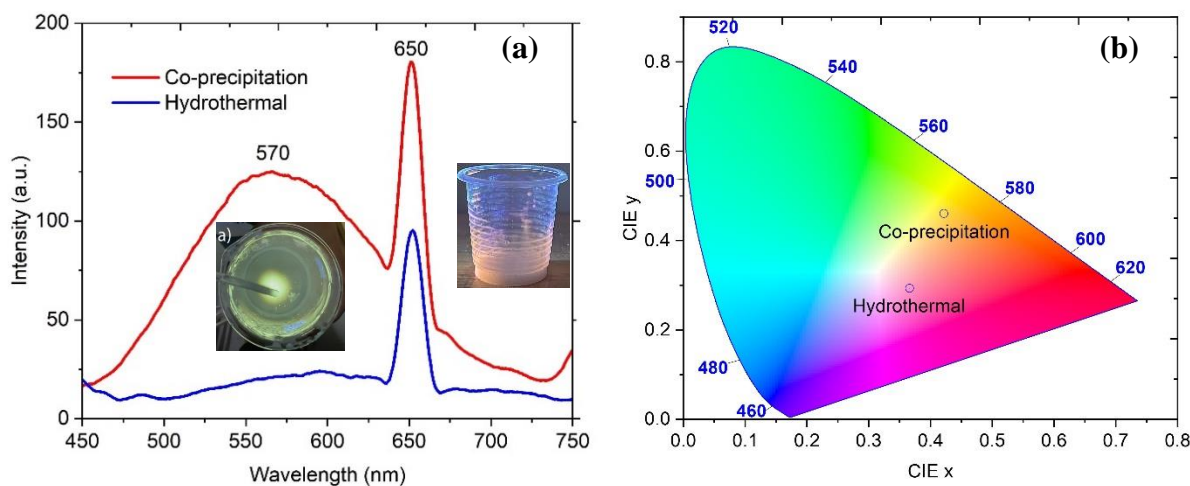 (a)
200
150
100
50
0
Intensity (a.u.)
Co-precipitation
Hydrothermal
570
650
a)
450 500 550 600 650 700 750
Wavelength (nm)
(b)
0.8
0.6
0.4
0.2
0.0
CIE y
520
540
560
500
580
600
620
480
460
Co-precipitation
Hydrothermal
0.0 0.1 0.2 0.3 0.4 0.5 0.6 0.7 0.8
CIE x